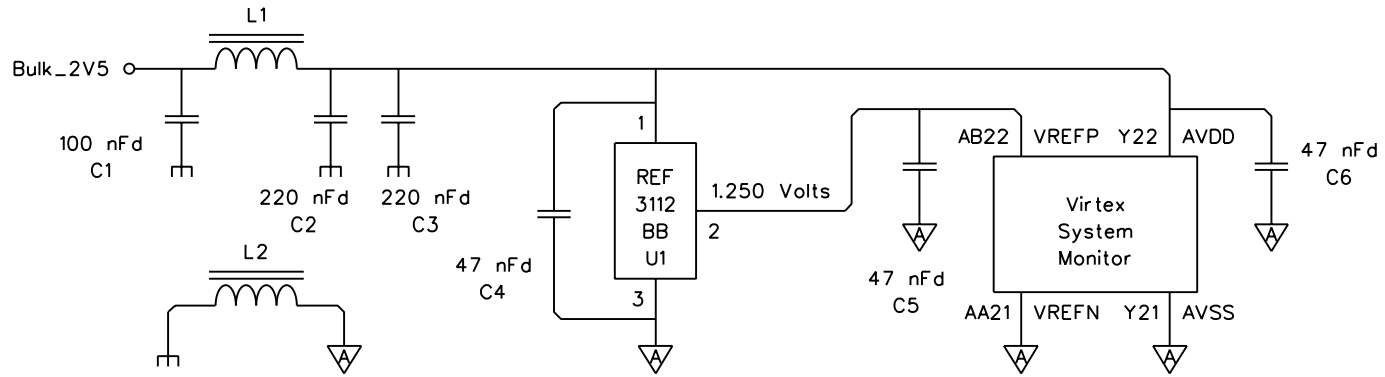 L1
Bulk_2V5
100 nFd
C1
220 nFd
C2
220 nFd
C3
L2
A
47 nFd
C4
1
REF
3112
BB
U1
3
A
1.250 Volts
2
47 nFd
C5
A
AB22 VREFP Y22 AVDD
Virtex
System
Monitor
AA21 VREFN Y21 AVSS
A
A
47 nFd
C6
A